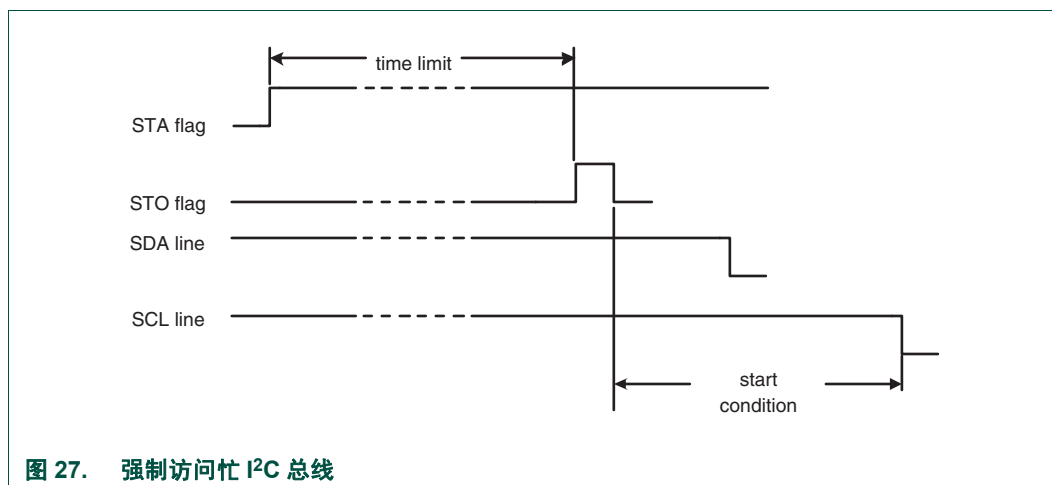 time limit
STA flag
STO flag
SDA line
SCL line
start
condition
图 27. 强制访问忙 I²C 总线